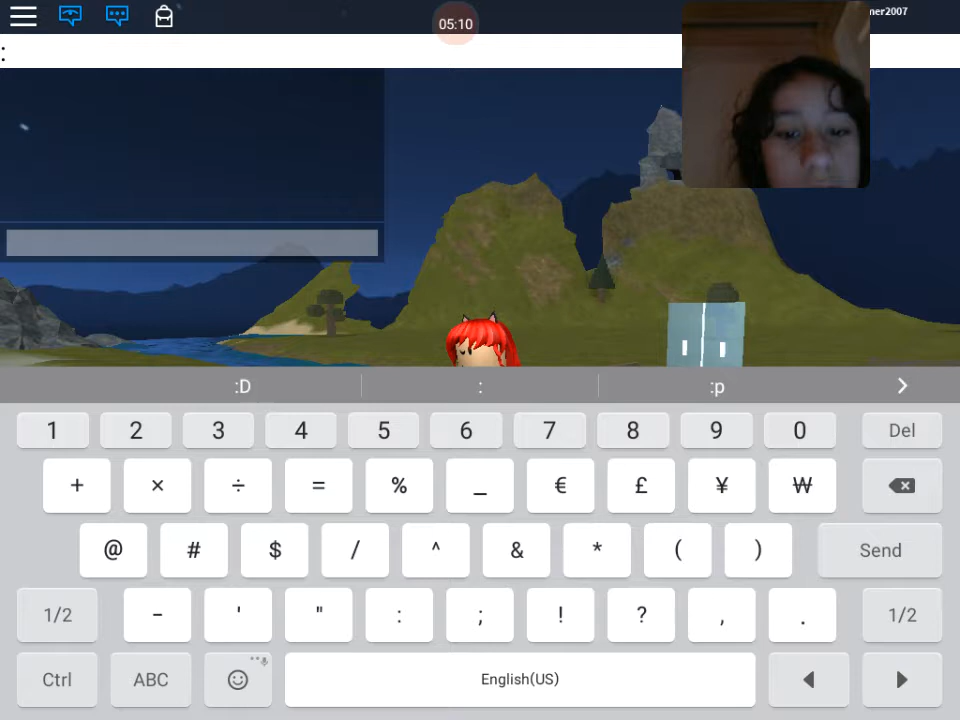 05:10
mer2007
:
:D : :p
1 2 3 4 5 6 7 8 9 0 Del
+ × ÷ = % _ € £ ¥ ₩
@ # $ / ^ & * ( ) Send
1/2 - ' " : ; ! ? , . 1/2
Ctrl ABC English(US)